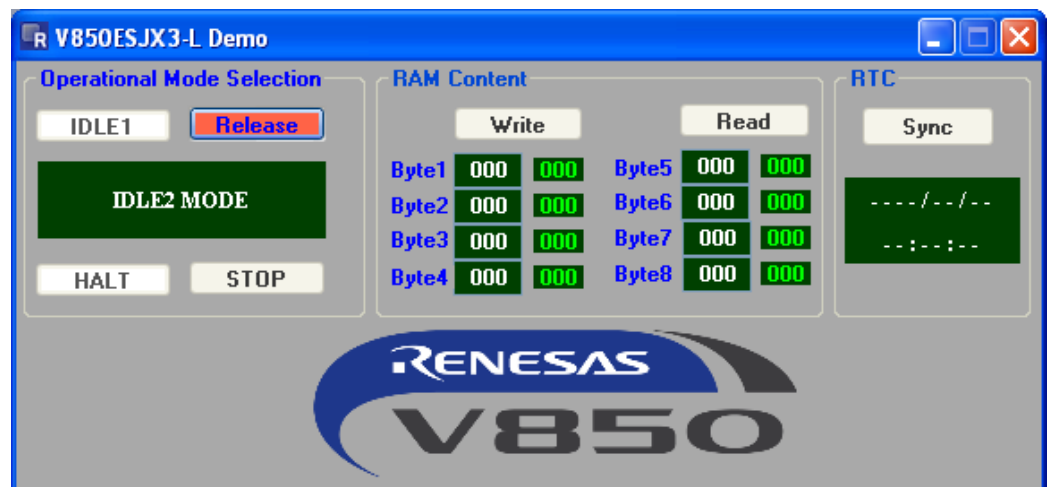 V850ESJX3-L Demo
Operational Mode Selection
IDLE1 Release
IDLE2 MODE
HALT STOP
RAM Content
Write Read
Byte1 000 000 Byte5 000 000
Byte2 000 000 Byte6 000 000
Byte3 000 000 Byte7 000 000
Byte4 000 000 Byte8 000 000
RTC
Sync
----/--/--
--:--:--
RENESAS
V850